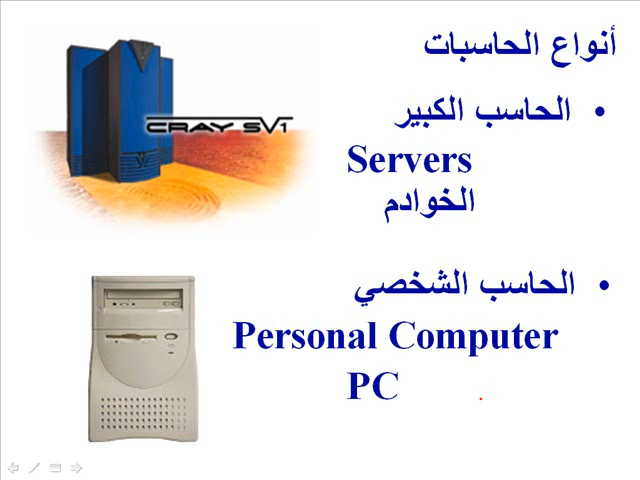 أنواع الحاسبات
• الحاسب الكبير
Servers
الخوادم
CRAY SV1
• الحاسب الشخصي
Personal Computer
PC .